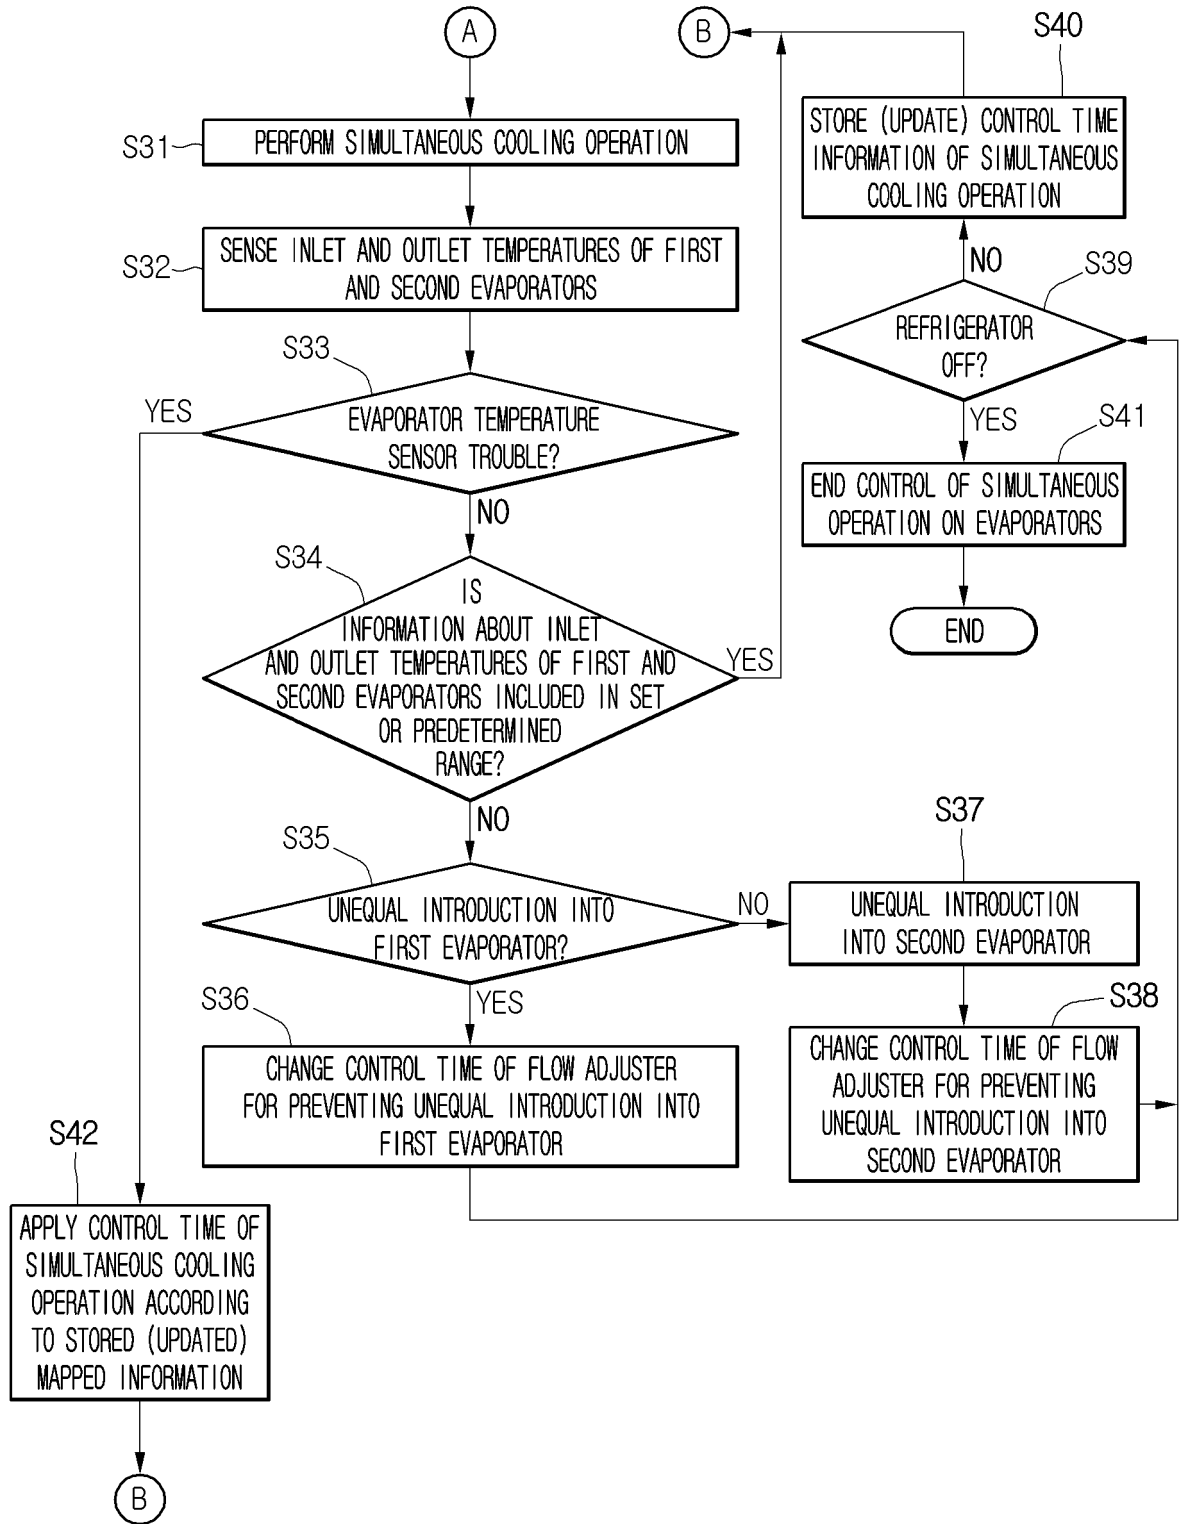 A
S31
PERFORM SIMULTANEOUS COOLING OPERATION
S32
SENSE INLET AND OUTLET TEMPERATURES OF FIRST
AND SECOND EVAPORATORS
S33
EVAPORATOR TEMPERATURE
SENSOR TROUBLE?
YES
NO
S34
IS
INFORMATION ABOUT INLET
AND OUTLET TEMPERATURES OF FIRST AND
SECOND EVAPORATORS INCLUDED IN SET
OR PREDETERMINED
RANGE?
YES
NO
S35
UNEQUAL INTRODUCTION INTO
FIRST EVAPORATOR?
NO
YES
S36
CHANGE CONTROL TIME OF FLOW ADJUSTER
FOR PREVENTING UNEQUAL INTRODUCTION INTO
FIRST EVAPORATOR
S37
UNEQUAL INTRODUCTION
INTO SECOND EVAPORATOR
S38
CHANGE CONTROL TIME OF FLOW
ADJUSTER FOR PREVENTING
UNEQUAL INTRODUCTION INTO
SECOND EVAPORATOR
B
S40
STORE (UPDATE) CONTROL TIME
INFORMATION OF SIMULTANEOUS
COOLING OPERATION
NO
S39
REFRIGERATOR
OFF?
YES
S41
END CONTROL OF SIMULTANEOUS
OPERATION ON EVAPORATORS
END
S42
APPLY CONTROL TIME OF
SIMULTANEOUS COOLING
OPERATION ACCORDING
TO STORED (UPDATED)
MAPPED INFORMATION
B